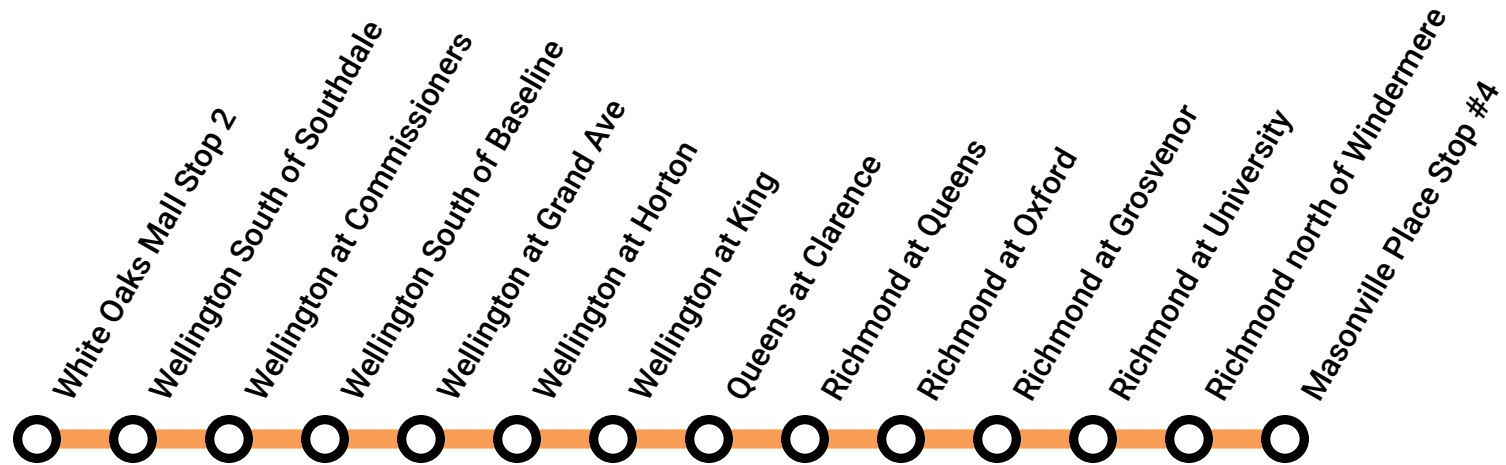 White Oaks Mall Stop 2
Wellington South of Southdale
Wellington at Commissioners
Wellington South of Baseline
Wellington at Grand Ave
Wellington at Horton
Wellington at King
Queens at Clarence
Richmond at Queens
Richmond at Oxford
Richmond at Grosvenor
Richmond at University
Richmond north of Windermere
Masonville Place Stop #4